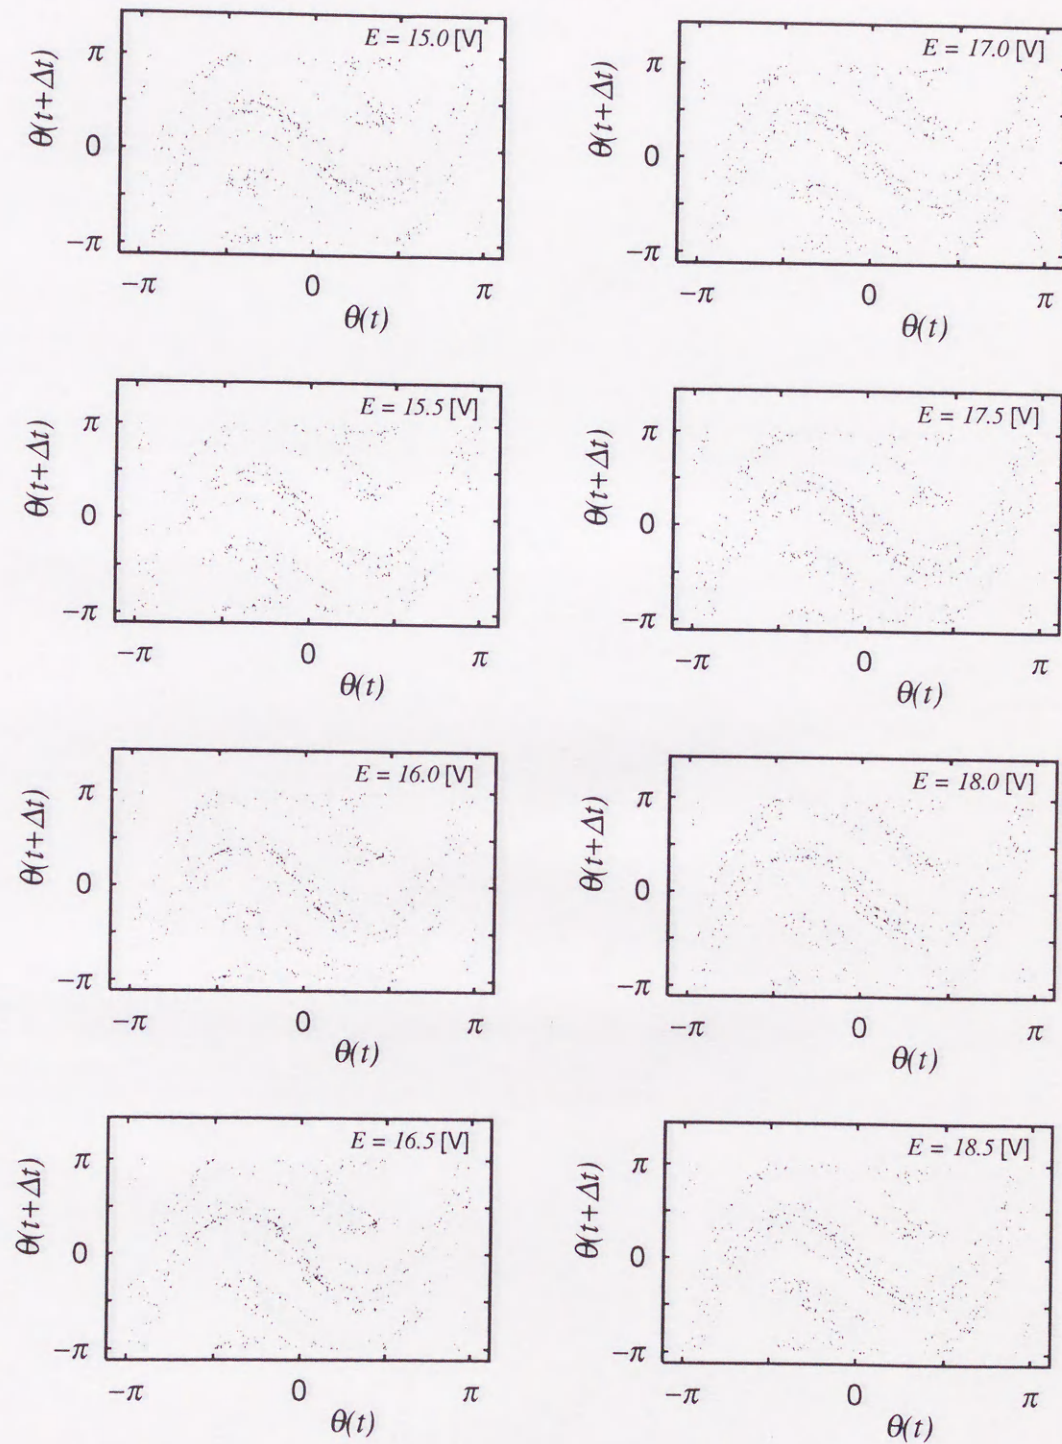 E = 15.0 [V]
θ(t+Δt)
π
0
−π
−π 0 π
θ(t)
E = 17.0 [V]
θ(t+Δt)
π
0
−π
−π 0 π
θ(t)
E = 15.5 [V]
θ(t+Δt)
π
0
−π
−π 0 π
θ(t)
E = 17.5 [V]
θ(t+Δt)
π
0
−π
−π 0 π
θ(t)
E = 16.0 [V]
θ(t+Δt)
π
0
−π
−π 0 π
θ(t)
E = 18.0 [V]
θ(t+Δt)
π
0
−π
−π 0 π
θ(t)
E = 16.5 [V]
θ(t+Δt)
π
0
−π
−π 0 π
θ(t)
E = 18.5 [V]
θ(t+Δt)
π
0
−π
−π 0 π
θ(t)